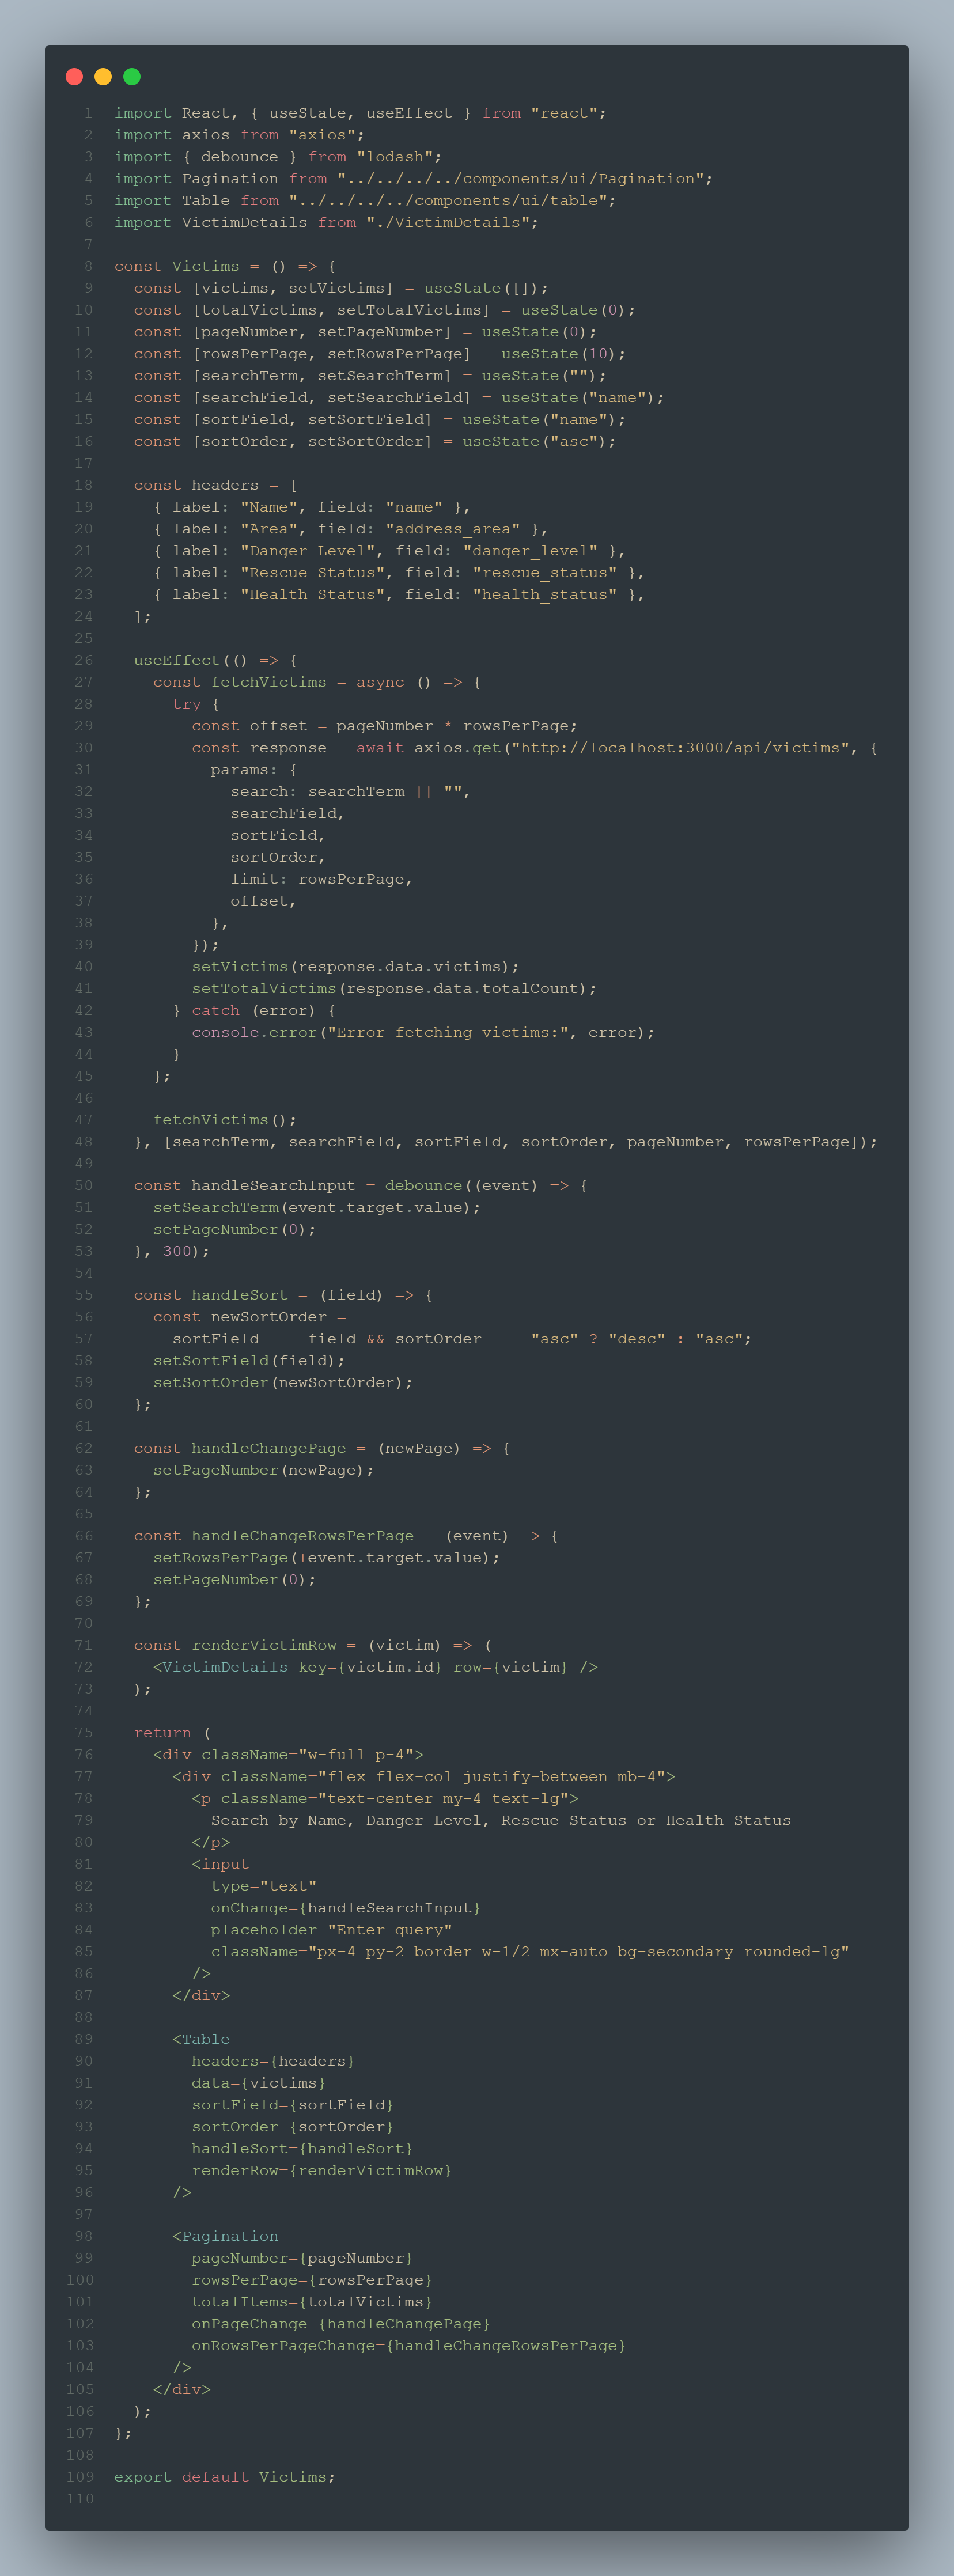 1 import React, { useState, useEffect } from "react";
2 import axios from "axios";
3 import { debounce } from "lodash";
4 import Pagination from "../../../../components/ui/Pagination";
5 import Table from "../../../../components/ui/table";
6 import VictimDetails from "./VictimDetails";
7
8 const Victims = () => {
9   const [victims, setVictims] = useState([]);
10   const [totalVictims, setTotalVictims] = useState(0);
11   const [pageNumber, setPageNumber] = useState(0);
12   const [rowsPerPage, setRowsPerPage] = useState(10);
13   const [searchTerm, setSearchTerm] = useState("");
14   const [searchField, setSearchField] = useState("name");
15   const [sortField, setSortField] = useState("name");
16   const [sortOrder, setSortOrder] = useState("asc");
17
18   const headers = [
19     { label: "Name", field: "name" },
20     { label: "Area", field: "address_area" },
21     { label: "Danger Level", field: "danger_level" },
22     { label: "Rescue Status", field: "rescue_status" },
23     { label: "Health Status", field: "health_status" },
24   ];
25
26   useEffect(() => {
27     const fetchVictims = async () => {
28       try {
29         const offset = pageNumber * rowsPerPage;
30         const response = await axios.get("http://localhost:3000/api/victims", {
31           params: {
32             search: searchTerm || "",
33             searchField,
34             sortField,
35             sortOrder,
36             limit: rowsPerPage,
37             offset,
38           },
39         });
40         setVictims(response.data.victims);
41         setTotalVictims(response.data.totalCount);
42       } catch (error) {
43         console.error("Error fetching victims:", error);
44       }
45     };
46
47     fetchVictims();
48   }, [searchTerm, searchField, sortField, sortOrder, pageNumber, rowsPerPage]);
49
50   const handleSearchInput = debounce((event) => {
51     setSearchTerm(event.target.value);
52     setPageNumber(0);
53   }, 300);
54
55   const handleSort = (field) => {
56     const newSortOrder =
57       sortField === field && sortOrder === "asc" ? "desc" : "asc";
58     setSortField(field);
59     setSortOrder(newSortOrder);
60   };
61
62   const handleChangePage = (newPage) => {
63     setPageNumber(newPage);
64   };
65
66   const handleChangeRowsPerPage = (event) => {
67     setRowsPerPage(+event.target.value);
68     setPageNumber(0);
69   };
70
71   const renderVictimRow = (victim) => (
72     <VictimDetails key={victim.id} row={victim} />
73   );
74
75   return (
76     <div className="w-full p-4">
77       <div className="flex flex-col justify-between mb-4">
78         <p className="text-center my-4 text-lg">
79           Search by Name, Danger Level, Rescue Status or Health Status
80         </p>
81         <input
82           type="text"
83           onChange={handleSearchInput}
84           placeholder="Enter query"
85           className="px-4 py-2 border w-1/2 mx-auto bg-secondary rounded-lg"
86         />
87       </div>
88
89       <Table
90         headers={headers}
91         data={victims}
92         sortField={sortField}
93         sortOrder={sortOrder}
94         handleSort={handleSort}
95         renderRow={renderVictimRow}
96       />
97
98       <Pagination
99         pageNumber={pageNumber}
100         rowsPerPage={rowsPerPage}
101         totalItems={totalVictims}
102         onPageChange={handleChangePage}
103         onRowsPerPageChange={handleChangeRowsPerPage}
104       />
105     </div>
106   );
107 };
108
109 export default Victims;
110